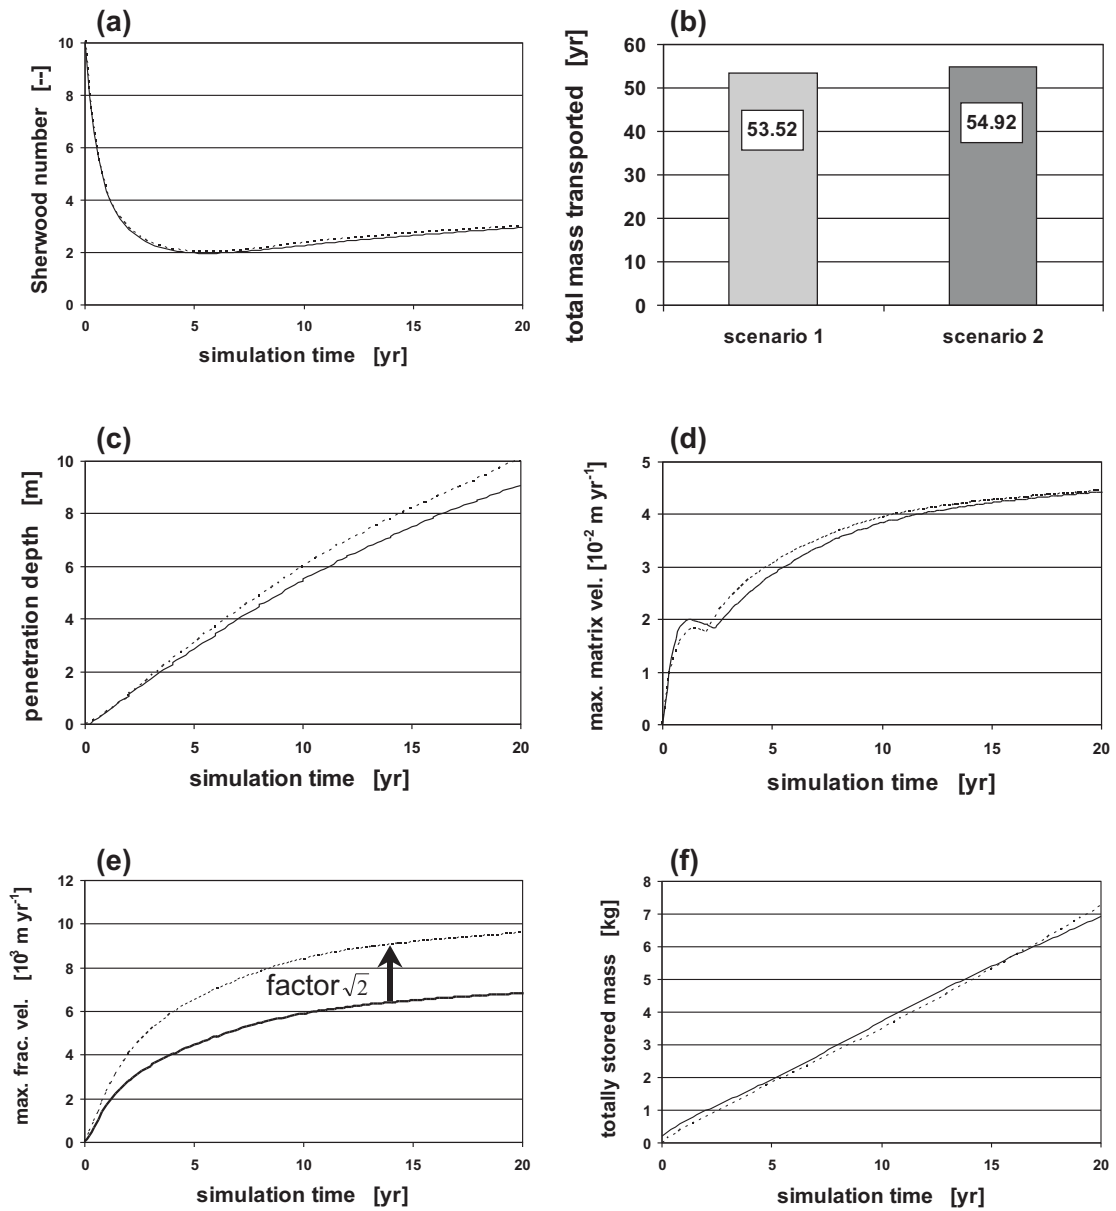 (a)
10
8
6
4
2
0
Sherwood number [--]
0 5 10 15 20
simulation time [yr]
(b)
60
50
40
30
20
10
0
total mass transported [yr]
53.52
54.92
scenario 1 scenario 2
(c)
10
8
6
4
2
0
penetration depth [m]
0 5 10 15 20
simulation time [yr]
(d)
5
4
3
2
1
0
max. matrix vel. [10⁻² m yr⁻¹]
0 5 10 15 20
simulation time [yr]
(e)
12
10
8
6
4
2
0
max. frac. vel. [10³ m yr⁻¹]
factor √2
0 5 10 15 20
simulation time [yr]
(f)
8
7
6
5
4
3
2
1
0
totally stored mass [kg]
0 5 10 15 20
simulation time [yr]